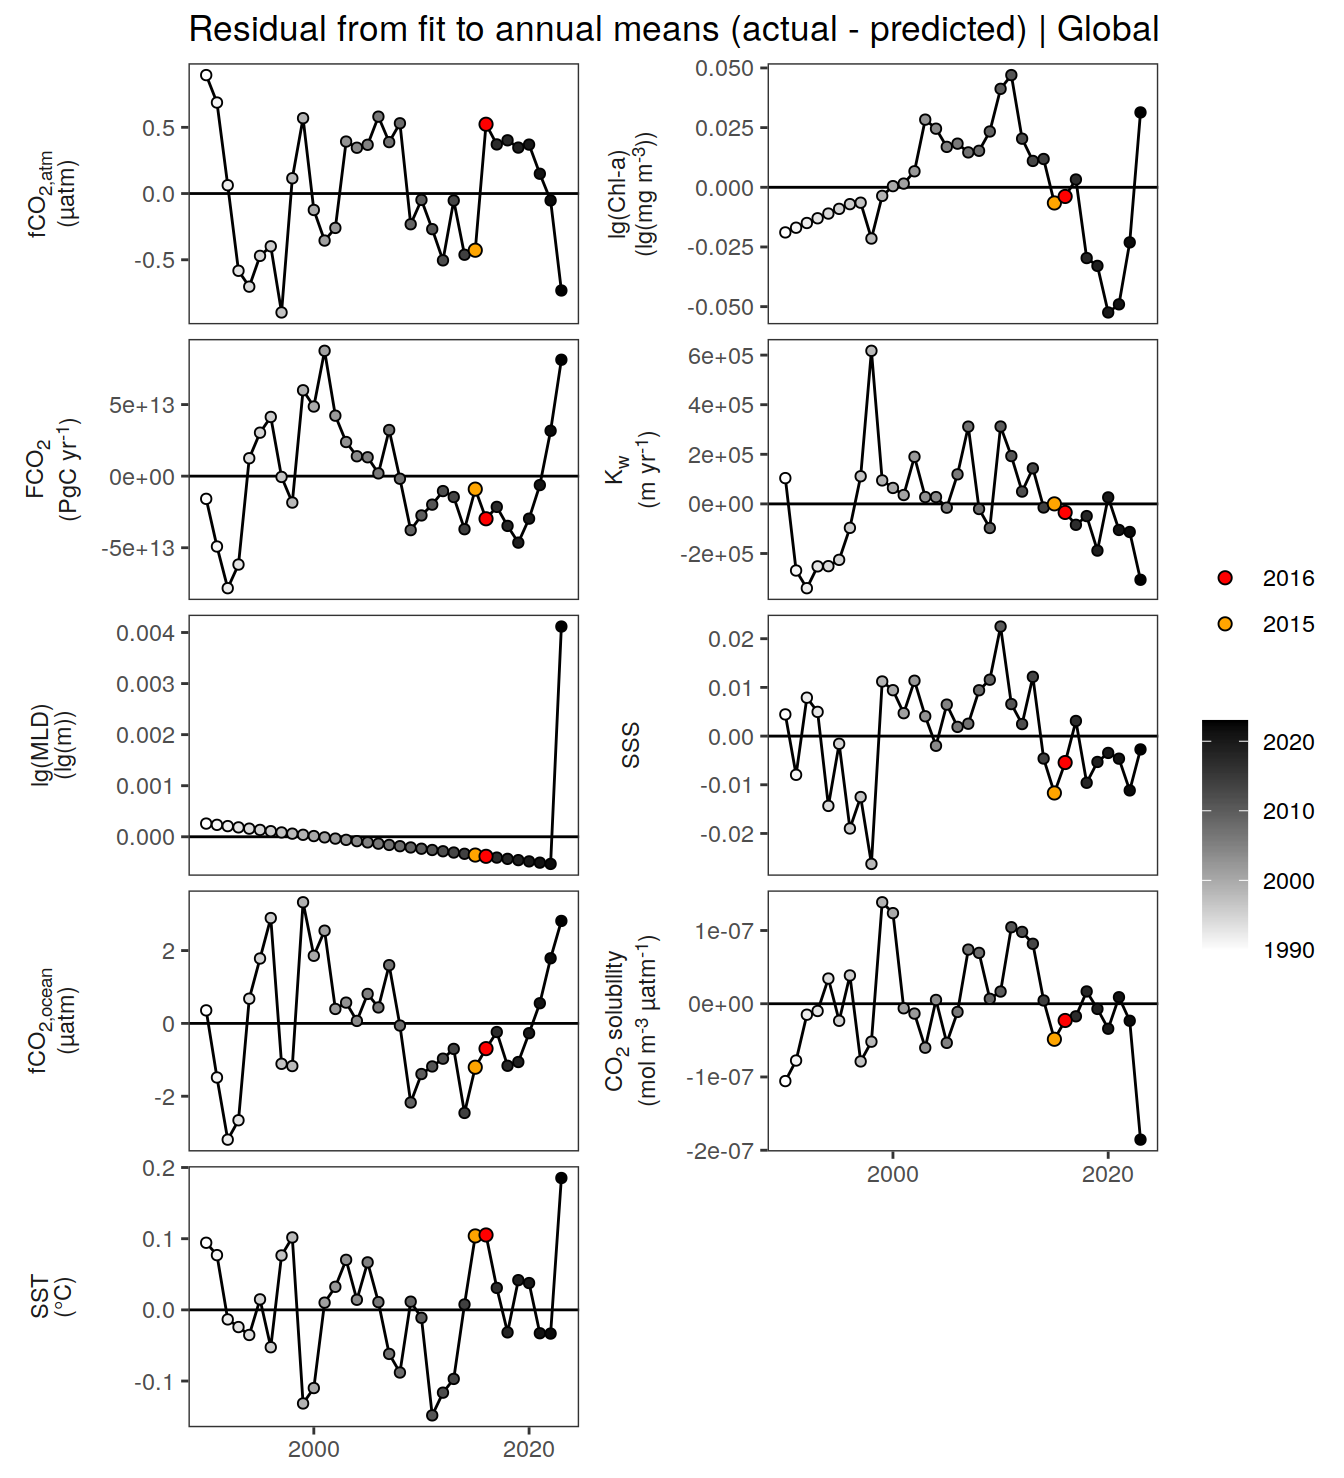 Residual from fit to annual means (actual - predicted) | Global
fCO2,atm
(µatm)
0.5
0.0
-0.5
lg(Chl-a)
(lg(mg m-3))
0.050
0.025
0.000
-0.025
-0.050
FCO2
(PgC yr-1)
5e+13
0e+00
-5e+13
Kw
(m yr-1)
6e+05
4e+05
2e+05
0e+00
-2e+05
lg(MLD)
(lg(m))
0.004
0.003
0.002
0.001
0.000
SSS
0.02
0.01
0.00
-0.01
-0.02
fCO2,ocean
(µatm)
2
0
-2
CO2 solubility
(mol m-3 µatm-1)
1e-07
0e+00
-1e-07
-2e-07
2000
2020
SST
(°C)
0.2
0.1
0.0
-0.1
2000
2020
2016
2015
2020
2010
2000
1990